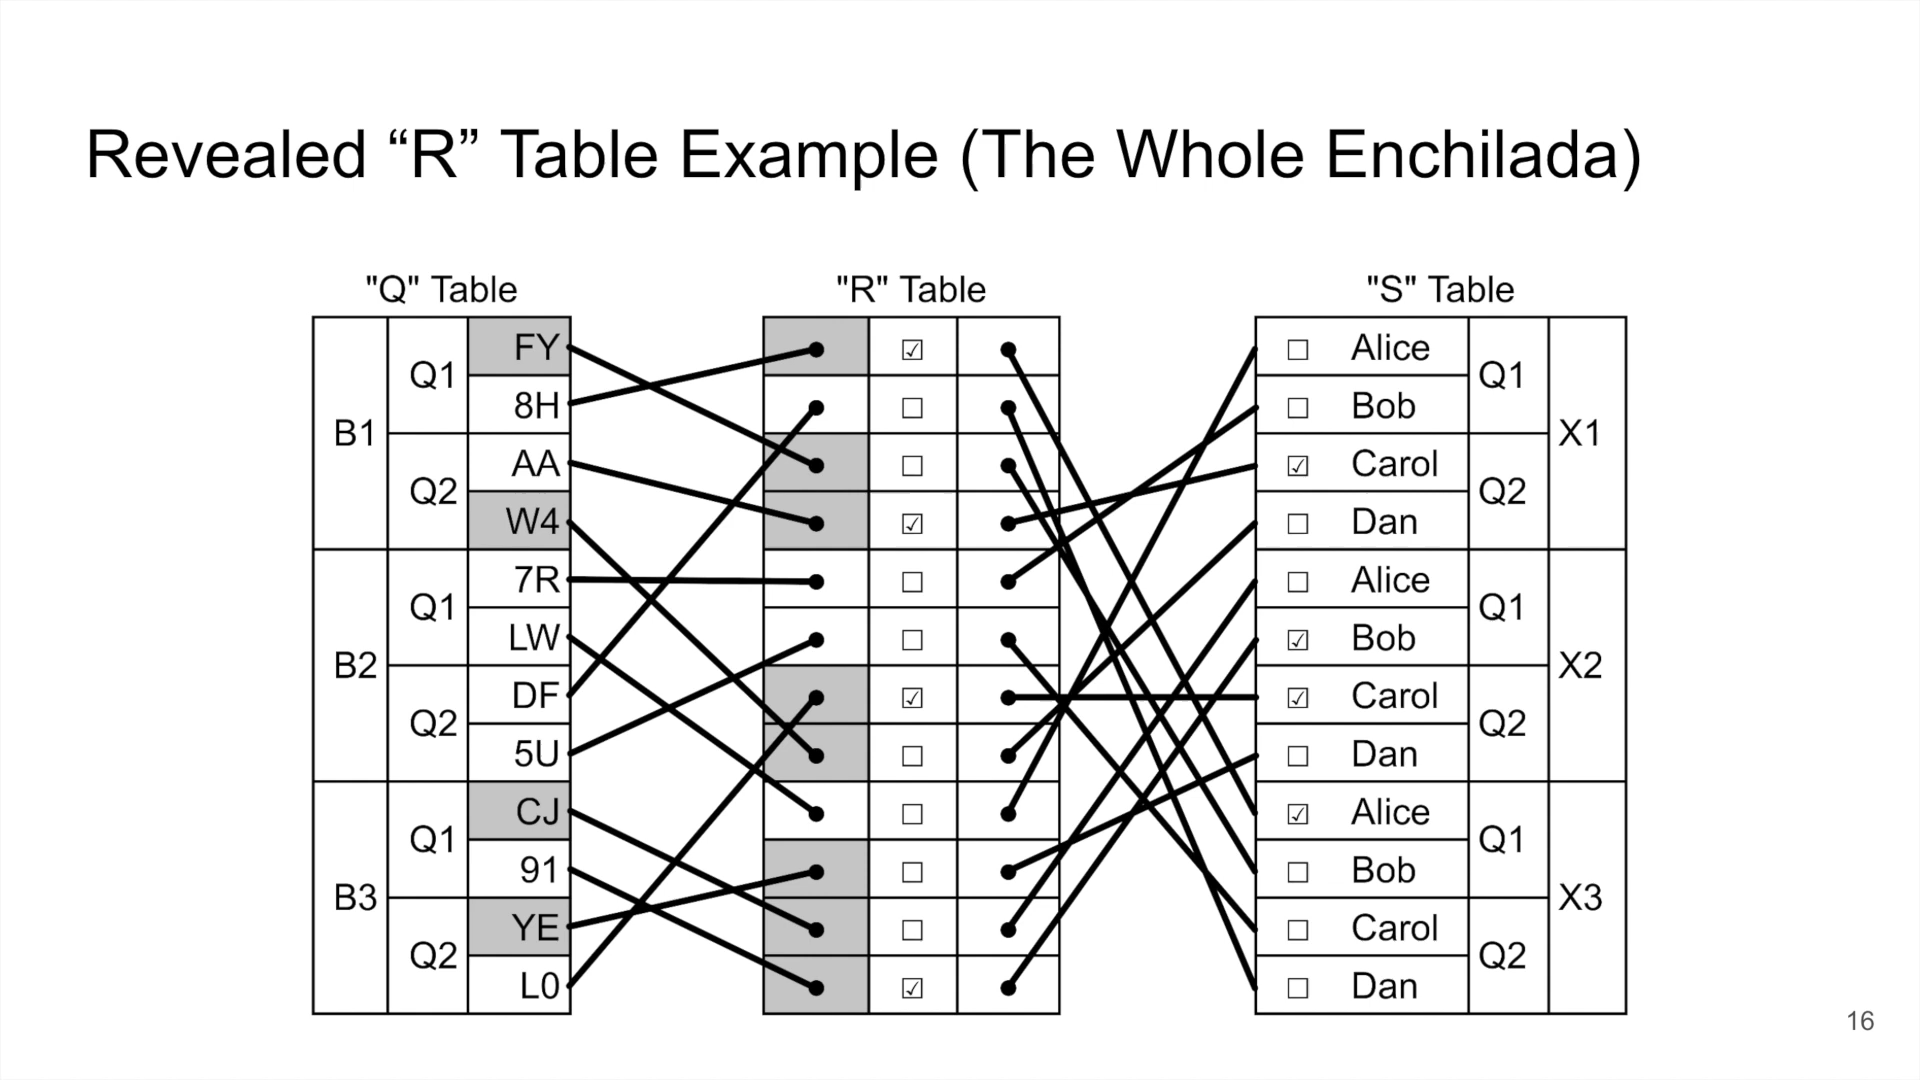 Revealed “R” Table Example (The Whole Enchilada)
"Q" Table "R" Table "S" Table
FY ☑ ☐ Alice
Q1 Q1
8H ☐ ☐ Bob
B1 X1
AA ☐ ☑ Carol
Q2 Q2
W4 ☑ ☐ Dan
7R ☐ ☐ Alice
Q1 Q1
LW ☐ ☑ Bob
B2 X2
DF ☑ ☑ Carol
Q2 Q2
5U ☐ ☐ Dan
CJ ☐ ☑ Alice
Q1 Q1
91 ☐ ☐ Bob
B3 X3
YE ☐ ☐ Carol
Q2 Q2
L0 ☑ ☐ Dan
16